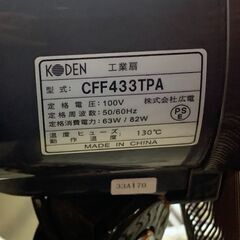 KODEN 工業扇
型式: CFF433TPA
定格電圧: 100V 株式会社広電
定格周波数: 50/60Hz
定格消費電力: 63W / 82W
PS
E
温度ヒューズ
動作温度: 130℃
MADE IN CHINA
33A170